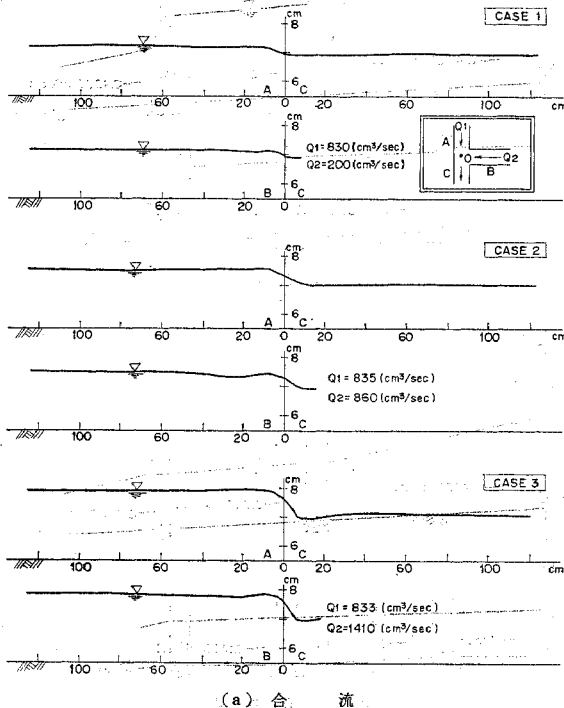 cm
8
CASE 1
6
A C
100 60 20 0 20 60 100 cm
Q1
A
O Q2
C B
8
Q1=830(cm³/sec)
Q2=200(cm³/sec)
6
B C
100 60 20 0
cm
8
CASE 2
6
A C
cm
100 60 20 0 20 60 100
8
Q1=835(cm³/sec)
Q2=860(cm³/sec)
6
B C
100 60 20 0
cm
8
CASE 3
6
A C
cm
100 60 20 0 20 60 100 cm
8
Q1=833(cm³/sec)
Q2=1410(cm³/sec)
6
B C
100 60 20 0
(a) 合 流